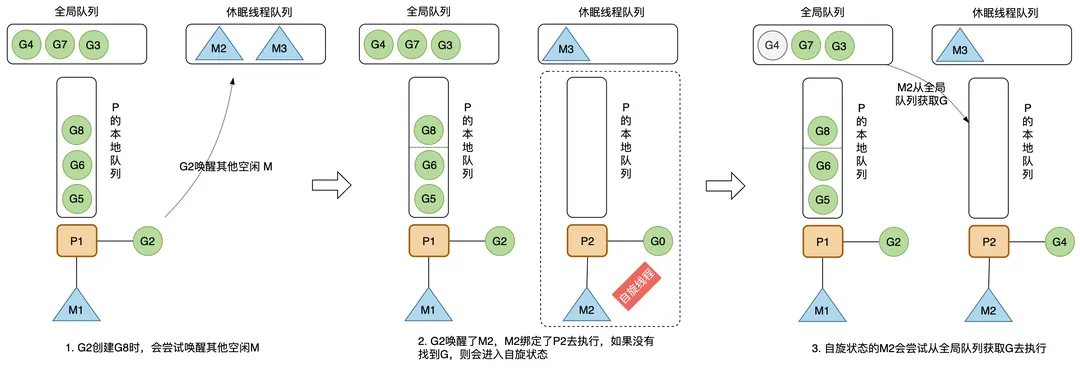 全局队列
休眠线程队列
G4 G7 G3
M2 M3
G8
G6
G5
P的本地队列
G2唤醒其他空闲 M
P1
G2
M1
1. G2创建G8时，会尝试唤醒其他空闲M
全局队列
休眠线程队列
G4 G7 G3
M3
G8
G6
G5
P的本地队列
P1
G2
M1
P的本地队列
P2
G0
自旋线程
M2
2. G2唤醒了M2，M2绑定了P2去执行，如果没有
找到G，则会进入自旋状态
全局队列
休眠线程队列
G4 G7 G3
M3
M2从全局
队列获取G
G8
G6
G5
P的本地队列
P1
G2
M1
P的本地队列
P2
G4
M2
3. 自旋状态的M2会尝试从全局队列获取G去执行